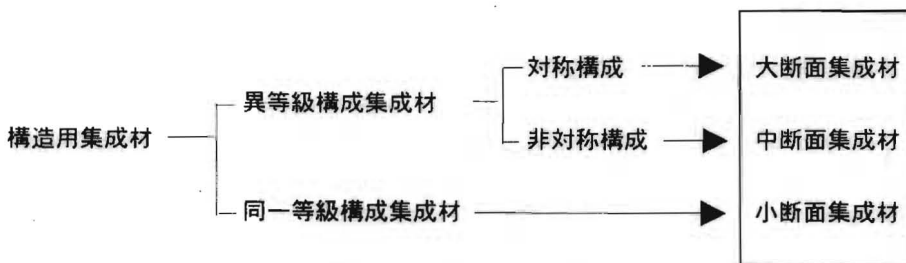 対称構成
大断面集成材
異等級構成集成材
構造用集成材
非対称構成
中断面集成材
同一等級構成集成材
小断面集成材